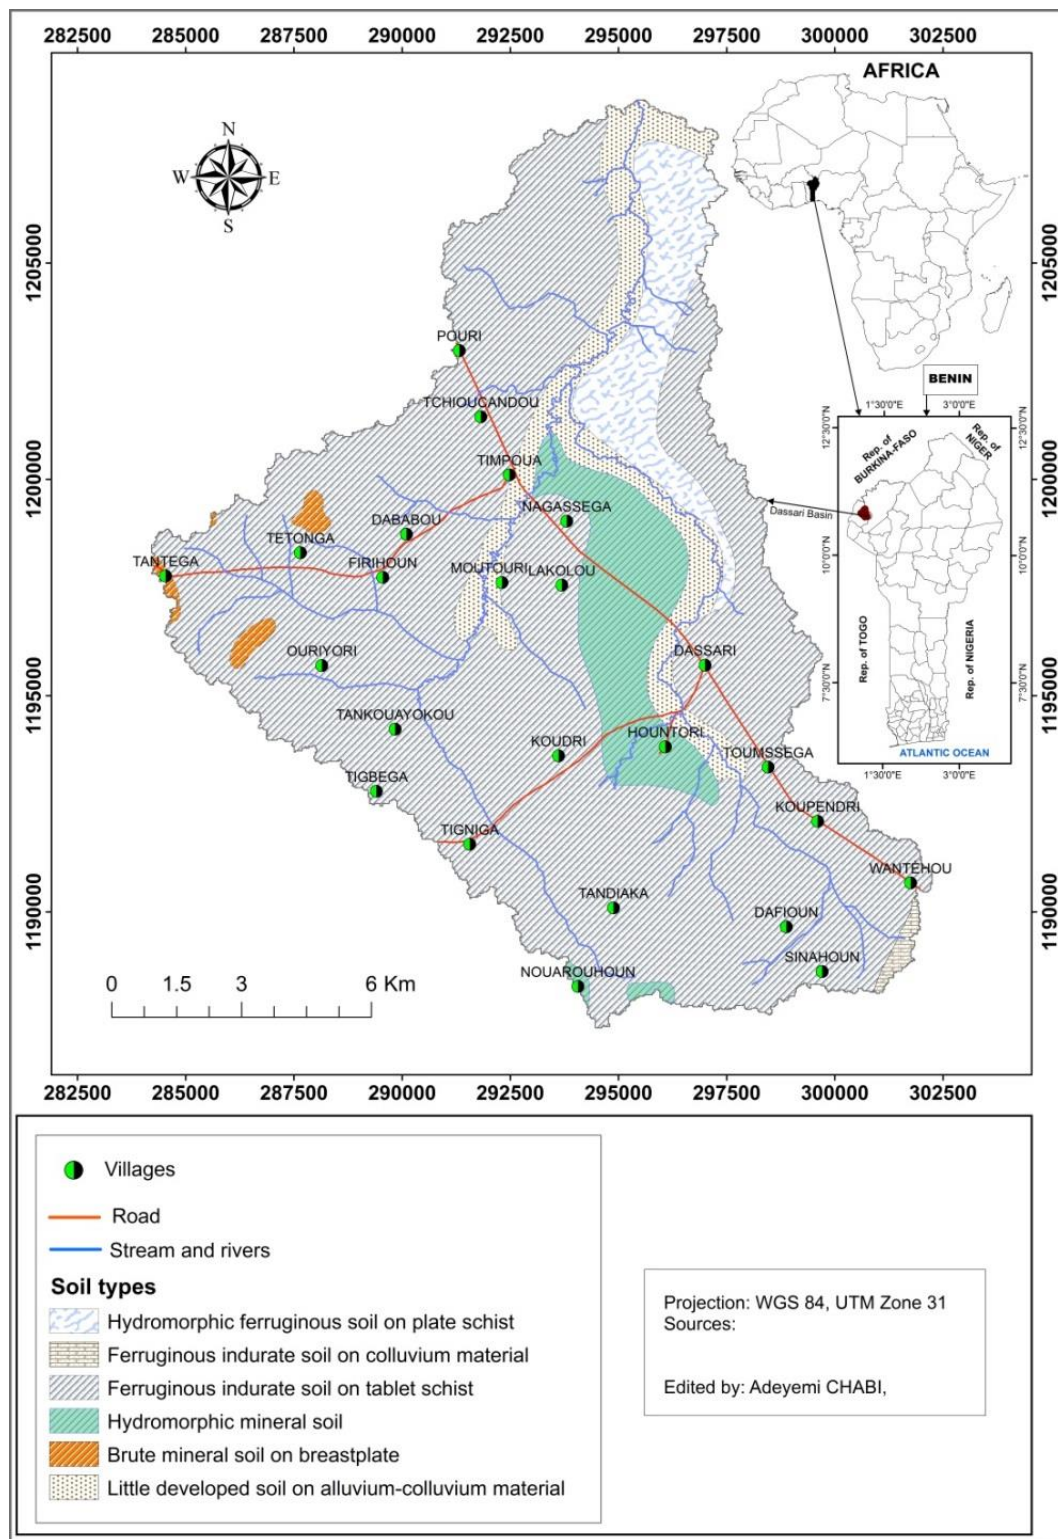 282500 285000 287500 290000 292500 295000 297500 300000 302500
AFRICA
N
W E
S
1205000 1205000
POURI
BENIN
TCHIOUCANDOU
1°30'0"E 3°0'0"E
12°30'0"N 12°30'0"N
Rep. of
BURKINA-FASO
Rep. of
NIGER
TIMPOUA
1200000 1200000
NAGASSEGA
Dassari Basin
DABABOU
TETONGA
TANTEGA
FIRIHOUN
MOUTOURI
LAKOLOU
10°0'0"N 10°0'0"N
OURIYORI
DASSARI
Rep. of TOGO
Rep. of NIGERIA
7°30'0"N 7°30'0"N
1195000 1195000
TANKOUAYOKOU
KOUDRI
HOUNTORI
TOUMSSEGA
ATLANTIC OCEAN
1°30'0"E 3°0'0"E
TIGBEGA
KOUPENDRI
TIGNIGA
WANTEHOU
TANDIAKA
DAFIOUN
1190000 1190000
SINAHOUN
NOUAROUHOUN
0 1.5 3 6 Km
282500 285000 287500 290000 292500 295000 297500 300000 302500
Villages
Road
Stream and rivers
Soil types
Hydromorphic ferruginous soil on plate schist
Ferruginous indurate soil on colluvium material
Ferruginous indurate soil on tablet schist
Hydromorphic mineral soil
Brute mineral soil on breastplate
Little developed soil on alluvium-colluvium material
Projection: WGS 84, UTM Zone 31
Sources:
Edited by: Adeyemi CHABI,